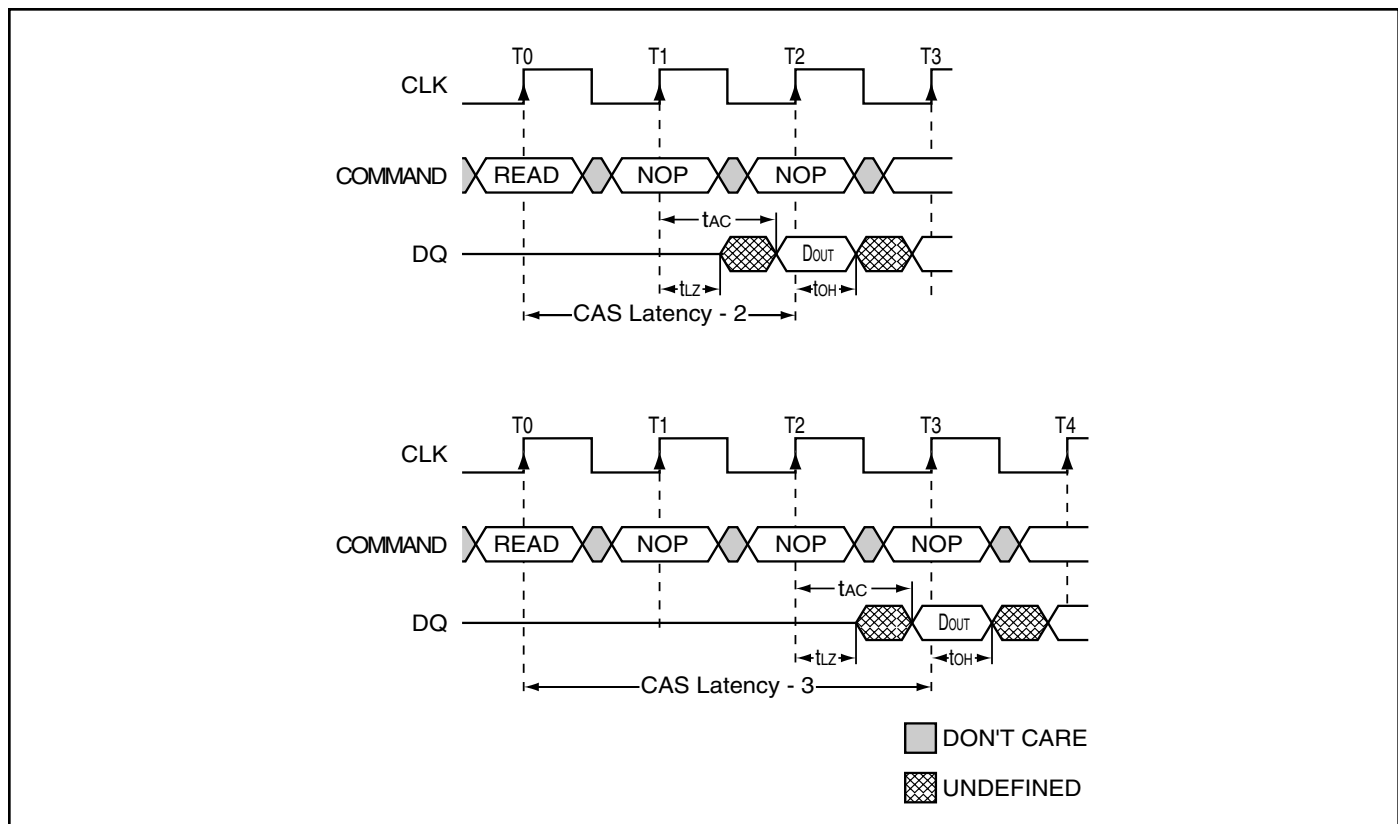 T0 T1 T2 T3
CLK
COMMAND READ NOP NOP
tAC
DQ DOUT
tLZ tOH
CAS Latency - 2
T0 T1 T2 T3 T4
CLK
COMMAND READ NOP NOP NOP
tAC
DQ DOUT
tLZ tOH
CAS Latency - 3
DON'T CARE
UNDEFINED